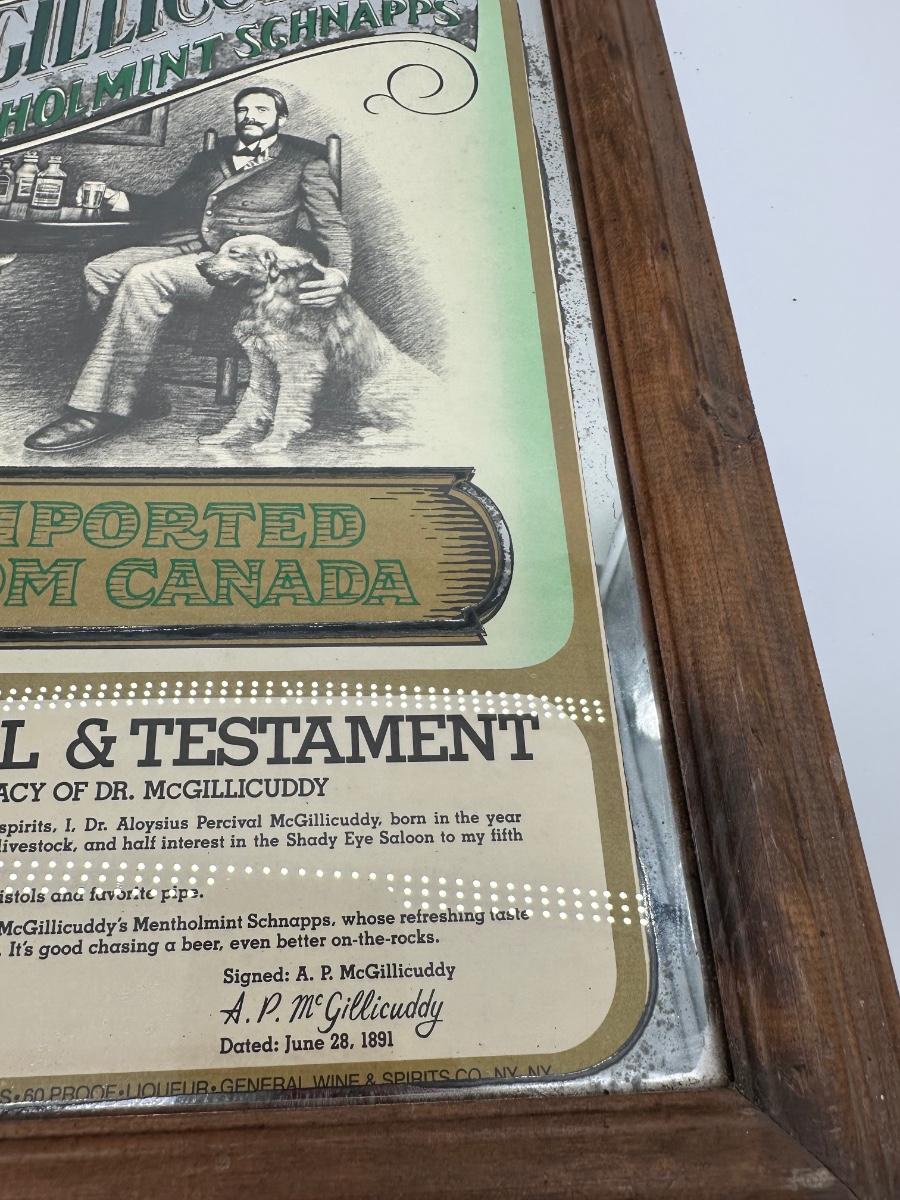 GILLICU
HOLMINT SCHNAPPS
IPORTED
OM CANADA
L & TESTAMENT
ACY OF DR. McGILLICUDDY
spirits, I, Dr. Aloysius Percival McGillicuddy, born in the year
livestock, and half interest in the Shady Eye Saloon to my fifth
istols and favorite pipe.
McGillicuddy's Mentholmint Schnapps, whose refreshing taste
. It's good chasing a beer, even better on-the-rocks.
Signed: A. P. McGillicuddy
A. P. McGillicuddy
Dated: June 28, 1891
S•60 PROOF•LIQUEUR•GENERAL WINE & SPIRITS CO., NY, NY